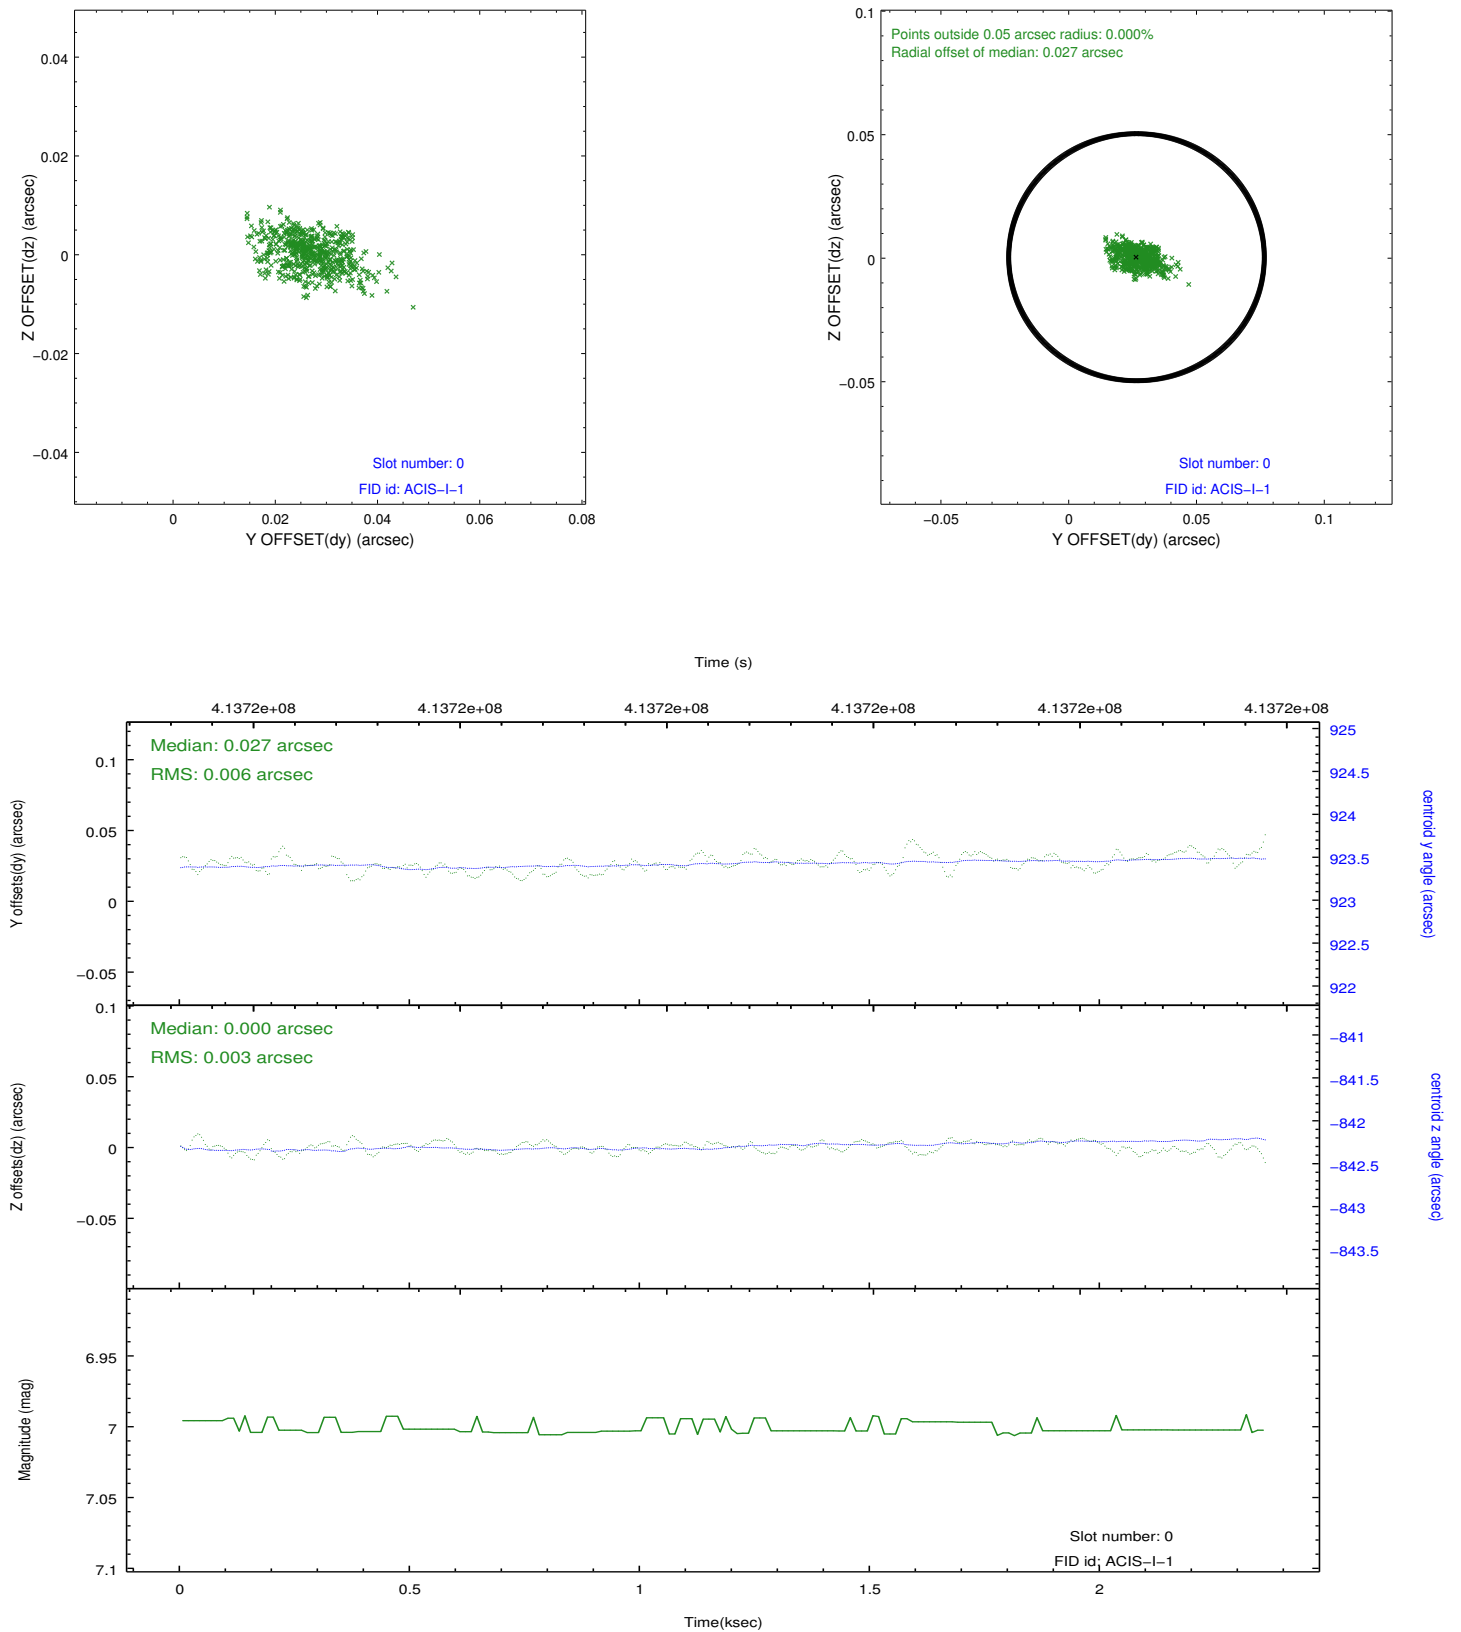 0.04
0.02
0
−0.02
−0.04
Z OFFSET(dz) (arcsec)
Slot number: 0
FID id: ACIS−I−1
0 0.02 0.04 0.06 0.08
Y OFFSET(dy) (arcsec)
Points outside 0.05 arcsec radius: 0.000%
Radial offset of median: 0.027 arcsec
0.1
0.05
0
−0.05
Z OFFSET(dz) (arcsec)
Slot number: 0
FID id: ACIS−I−1
−0.05 0 0.05 0.1
Y OFFSET(dy) (arcsec)
Time (s)
4.1372e+08 4.1372e+08 4.1372e+08 4.1372e+08 4.1372e+08 4.1372e+08
Median: 0.027 arcsec
RMS: 0.006 arcsec
0.1
0.05
0
−0.05
Y offsets(dy) (arcsec)
925
924.5
924
923.5
923
922.5
922
centroid y angle (arcsec)
Median: 0.000 arcsec
RMS: 0.003 arcsec
0.1
0.05
0
−0.05
Z offsets(dz) (arcsec)
−841
−841.5
−842
−842.5
−843
−843.5
centroid z angle (arcsec)
6.95
7
7.05
7.1
Magnitude (mag)
Slot number: 0
FID id: ACIS−I−1
0 0.5 1 1.5 2
Time(ksec)